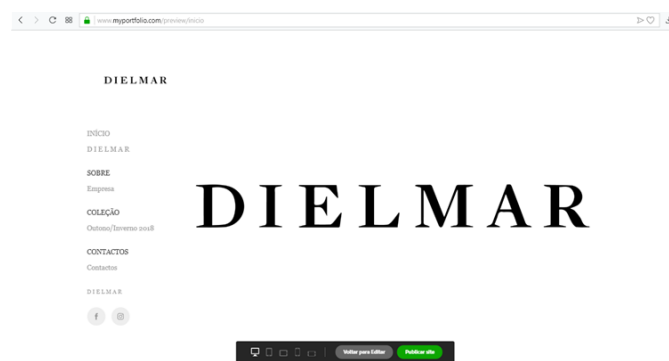 www.myportfolio.com/preview/inicio
DIELMAR
INÍCIO
DIELMAR
SOBRE
Empresa
COLEÇÃO
Outono/Inverno 2018
CONTACTOS
Contactos
DIELMAR
DIELMAR
Voltar para Editar
Publicar site